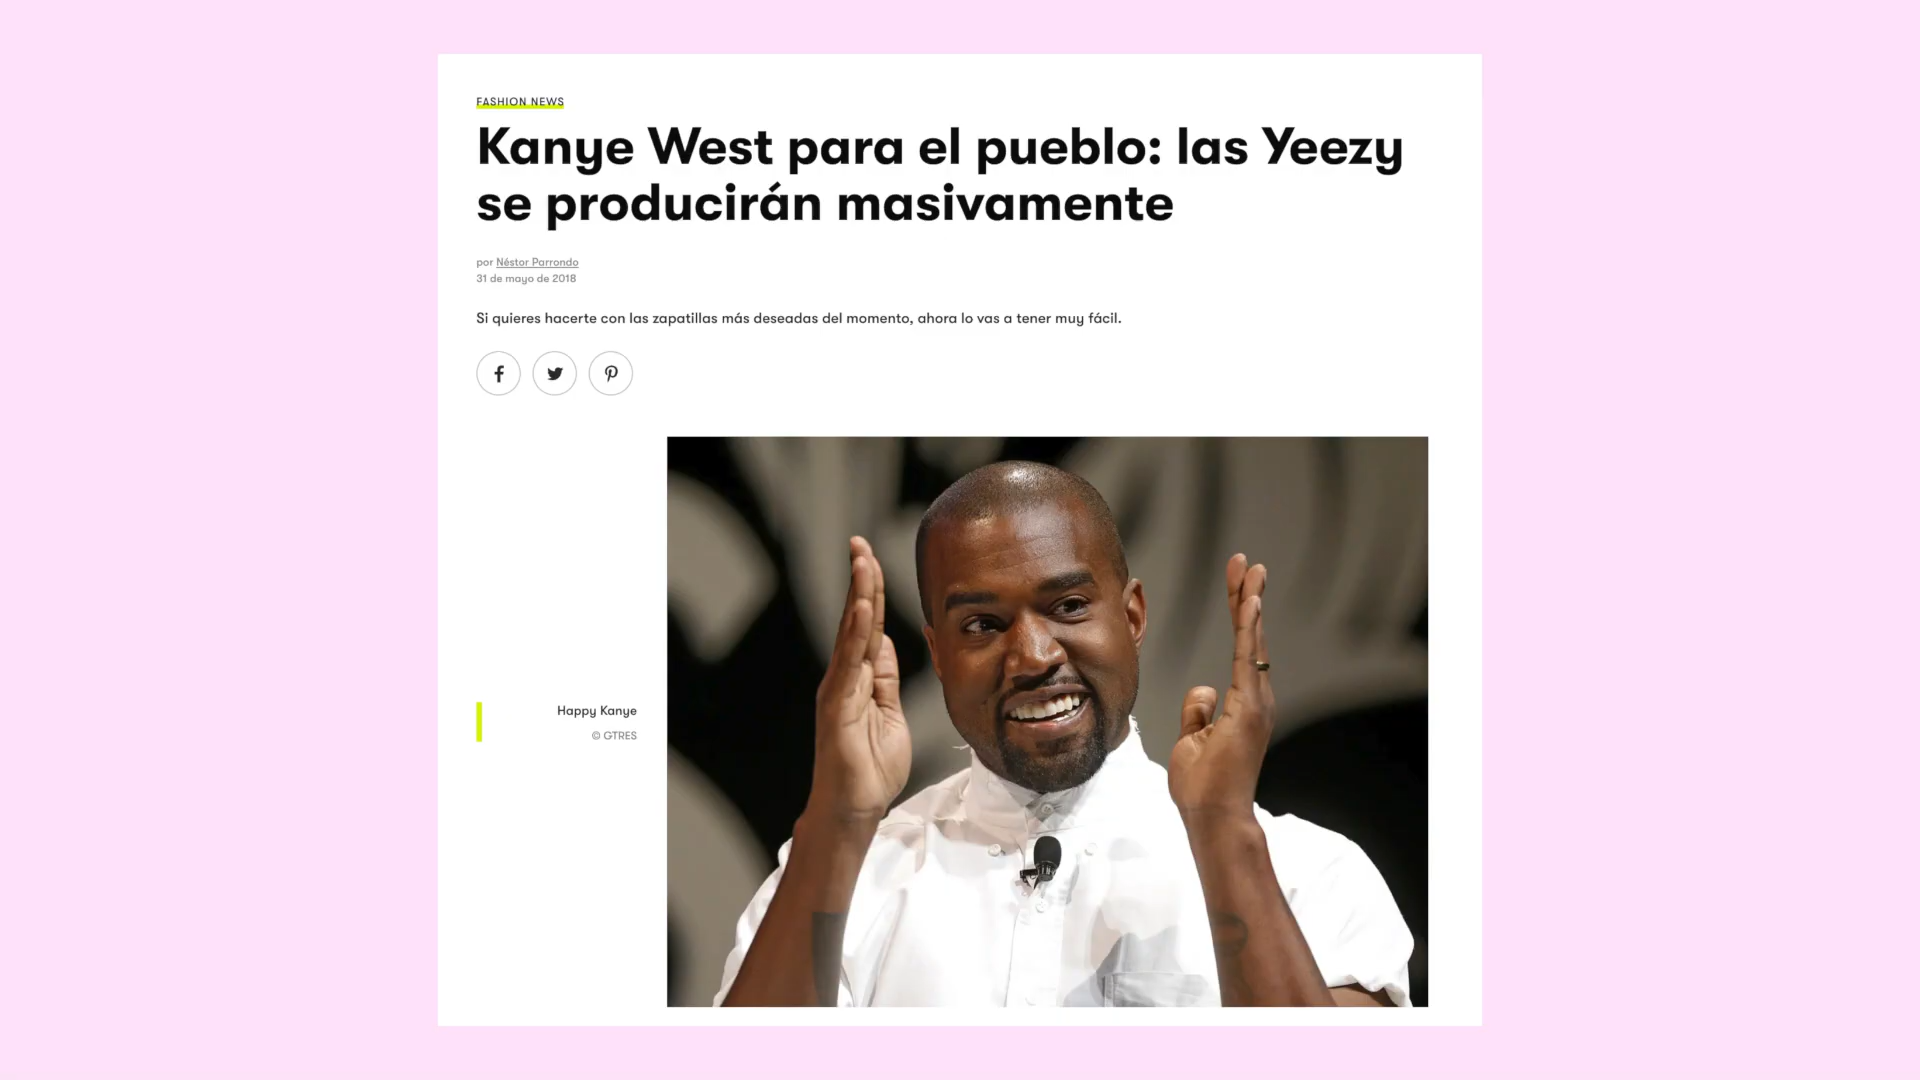 FASHION NEWS
Kanye West para el pueblo: las Yeezy
se producirán masivamente
por Néstor Parrondo
31 de mayo de 2018
Si quieres hacerte con las zapatillas más deseadas del momento, ahora lo vas a tener muy fácil.
Happy Kanye
© GTRES